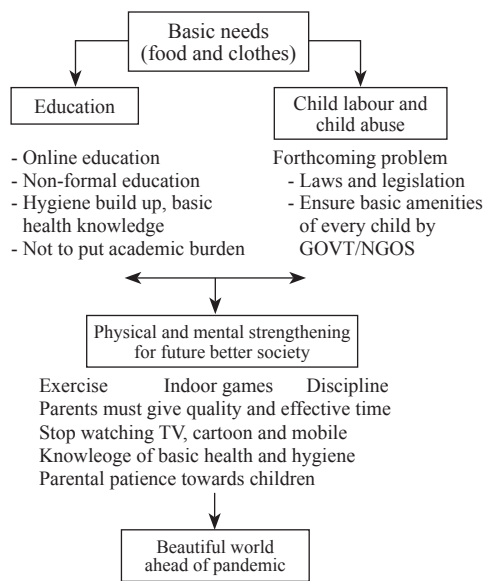 Basic needs
(food and clothes)
Education
- Online education
- Non-formal education
- Hygiene build up, basic
health knowledge
- Not to put academic burden
Child labour and
child abuse
Forthcoming problem
- Laws and legislation
- Ensure basic amenities
of every child by
GOVT/NGOS
Physical and mental strengthening
for future better society
Exercise Indoor games Discipline
Parents must give quality and effective time
Stop watching TV, cartoon and mobile
Knowleoge of basic health and hygiene
Parental patience towards children
Beautiful world
ahead of pandemic